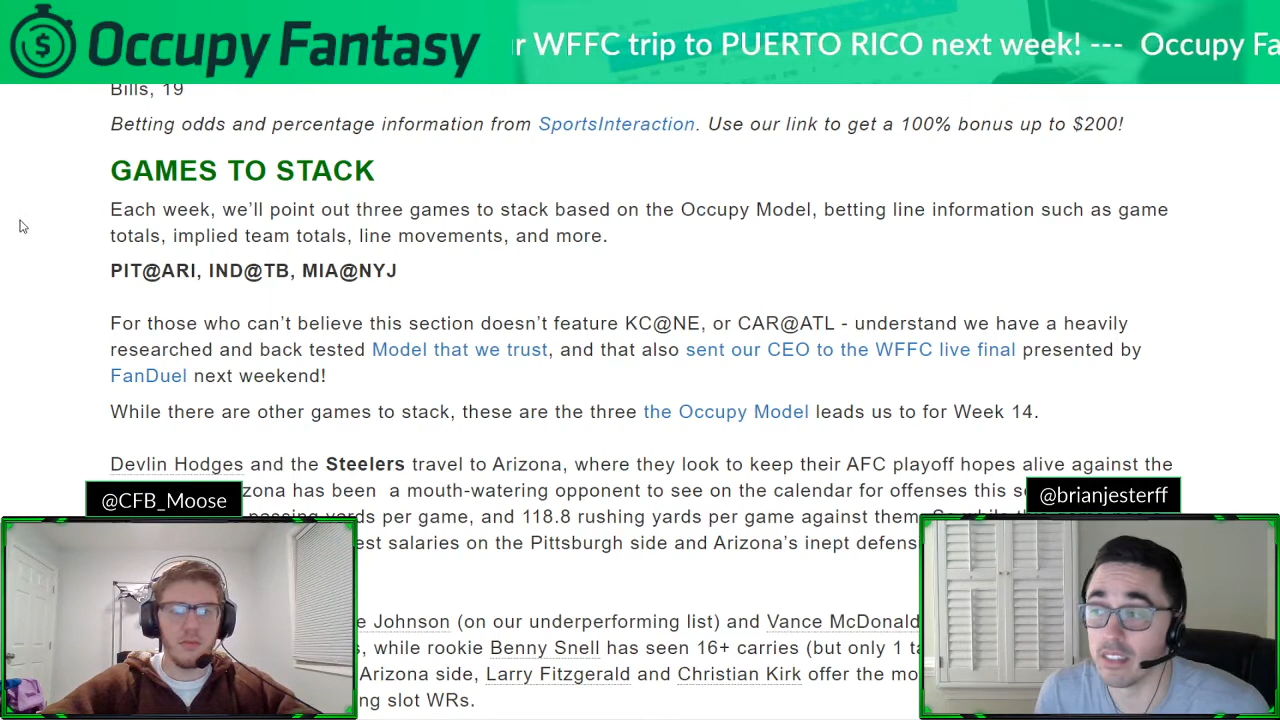 Occupy Fantasy
r WFFC trip to PUERTO RICO next week! --- Occupy Fa
Bills, 19
Betting odds and percentage information from SportsInteraction. Use our link to get a 100% bonus up to $200!
GAMES TO STACK
Each week, we'll point out three games to stack based on the Occupy Model, betting line information such as game
totals, implied team totals, line movements, and more.
PIT@ARI, IND@TB, MIA@NYJ
For those who can't believe this section doesn't feature KC@NE, or CAR@ATL - understand we have a heavily
researched and back tested Model that we trust, and that also sent our CEO to the WFFC live final presented by
FanDuel next weekend!
While there are other games to stack, these are the three the Occupy Model leads us to for Week 14.
Devlin Hodges and the Steelers travel to Arizona, where they look to keep their AFC playoff hopes alive against the
zona has been a mouth-watering opponent to see on the calendar for offenses this s
passing yards per game, and 118.8 rushing yards per game against them.
est salaries on the Pittsburgh side and Arizona's inept defens
e Johnson (on our underperforming list) and Vance McDonald
, while rookie Benny Snell has seen 16+ carries (but only 1 ta
Arizona side, Larry Fitzgerald and Christian Kirk offer the mo
ng slot WRs.
@CFB_Moose
@brianjesterff